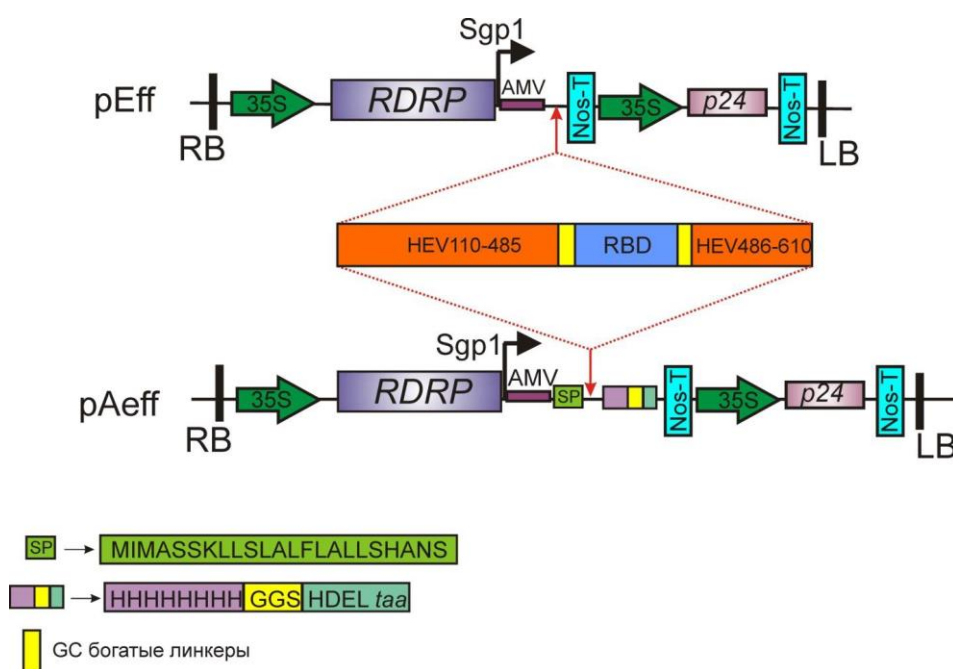 Sgp1
pEff
35S
RDRP
AMV
Nos-T
35S
p24
Nos-T
RB
LB
HEV110-485
RBD
HEV486-610
Sgp1
pAeff
35S
RDRP
AMV
SP
Nos-T
35S
p24
Nos-T
RB
LB
SP MIMASSKLLSLALFLALLSHANS
HHHHHHHH GGS HDEL taa
GC богатые линкеры